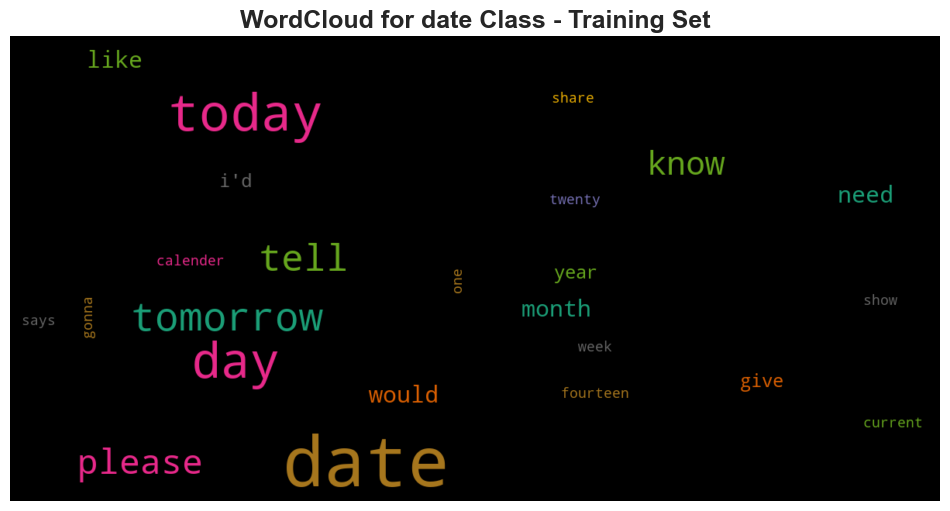 WordCloud for date Class - Training Set
like
today
share
know
i'd
need
twenty
tell
calender
year
one
month
show
tomorrow
gonna
says
week
day
give
would
fourteen
current
please
date